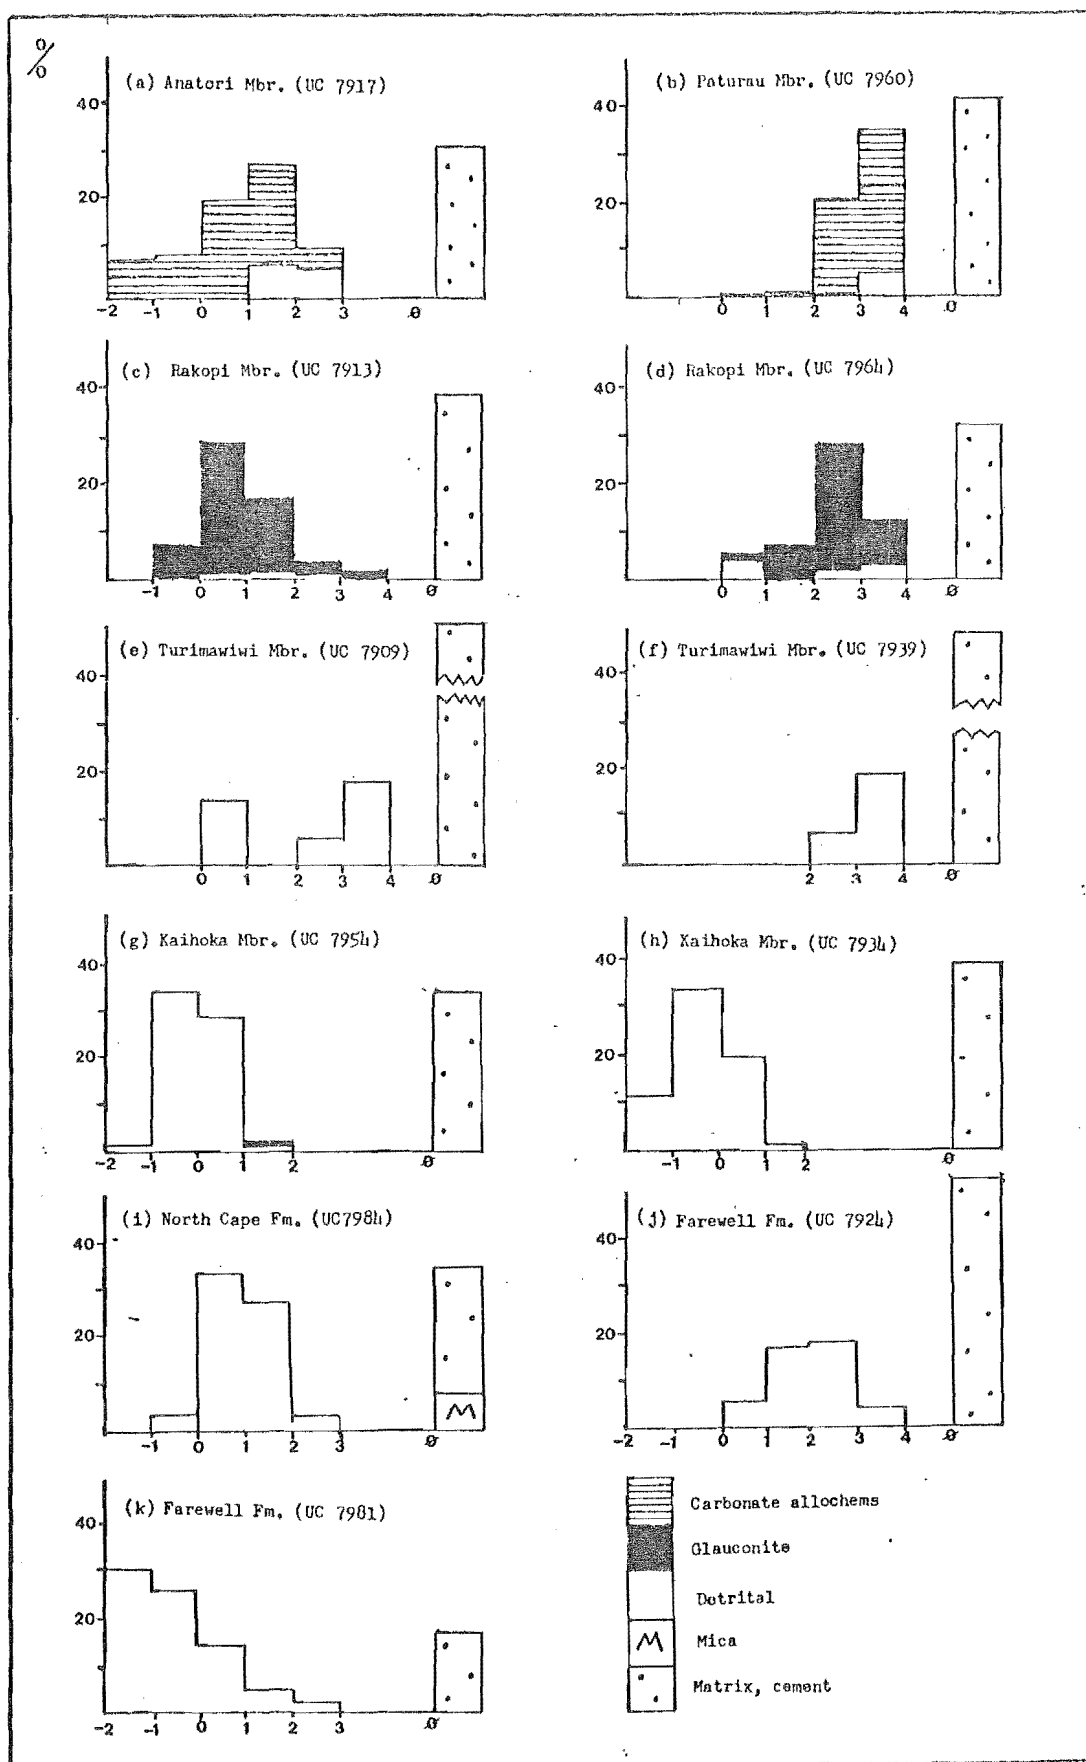 %
(a) Anatori Mbr. (UC 7917)
40
20
-2 -1 0 1 2 3 ø
(b) Paturau Mbr. (UC 7960)
40
20
0 1 2 3 4 ø
(c) Rakopi Mbr. (UC 7913)
40
20
-1 0 1 2 3 4 ø
(d) Rakopi Mbr. (UC 7964)
40
20
0 1 2 3 4 ø
(e) Turimawiwi Mbr. (UC 7909)
40
20
0 1 2 3 4 ø
(f) Turimawiwi Mbr. (UC 7939)
40
20
2 3 4 ø
(g) Kaihoka Mbr. (UC 7954)
40
20
-2 -1 0 1 2 ø
(h) Kaihoka Mbr. (UC 7934)
40
20
-1 0 1 2 ø
(i) North Cape Fm. (UC7984)
40
20
M
-1 0 1 2 3 ø
(j) Farewell Fm. (UC 7924)
40
20
-2 -1 0 1 2 3 4 ø
(k) Farewell Fm. (UC 7981)
40
20
-2 -1 0 1 2 3 ø
Carbonate allochems
Glauconite
Detrital
M Mica
Matrix, cement